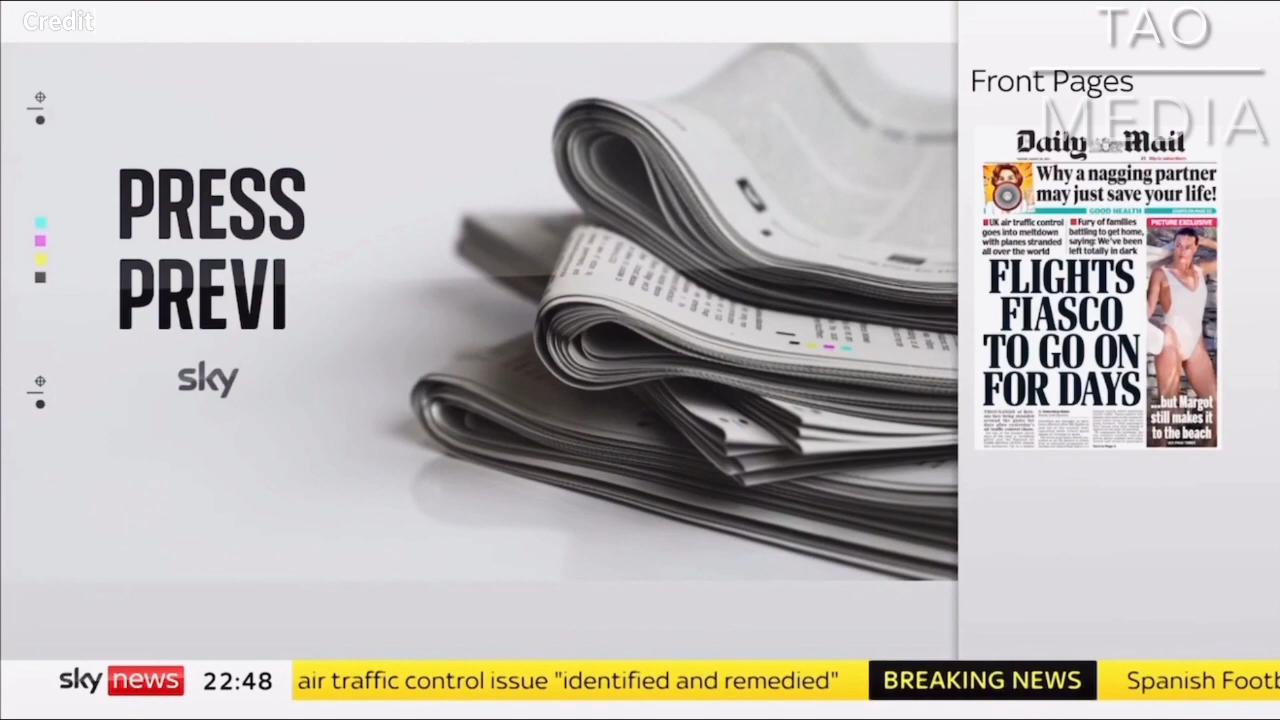 Credit
TAO
MEDIA
PRESS
PREVI
sky
Front Pages
Daily Mail
Why a nagging partner
may just save your life!
GOOD HEALTH
UK air traffic control
goes into meltdown
with planes stranded
all over the world
Fury of families
battling to get home,
saying: We've been
left totally in dark
PICTURE EXCLUSIVE
FLIGHTS
FIASCO
TO GO ON
FOR DAYS
...but Margot
still makes it
to the beach
sky news 22:48 air traffic control issue "identified and remedied" BREAKING NEWS Spanish Footb